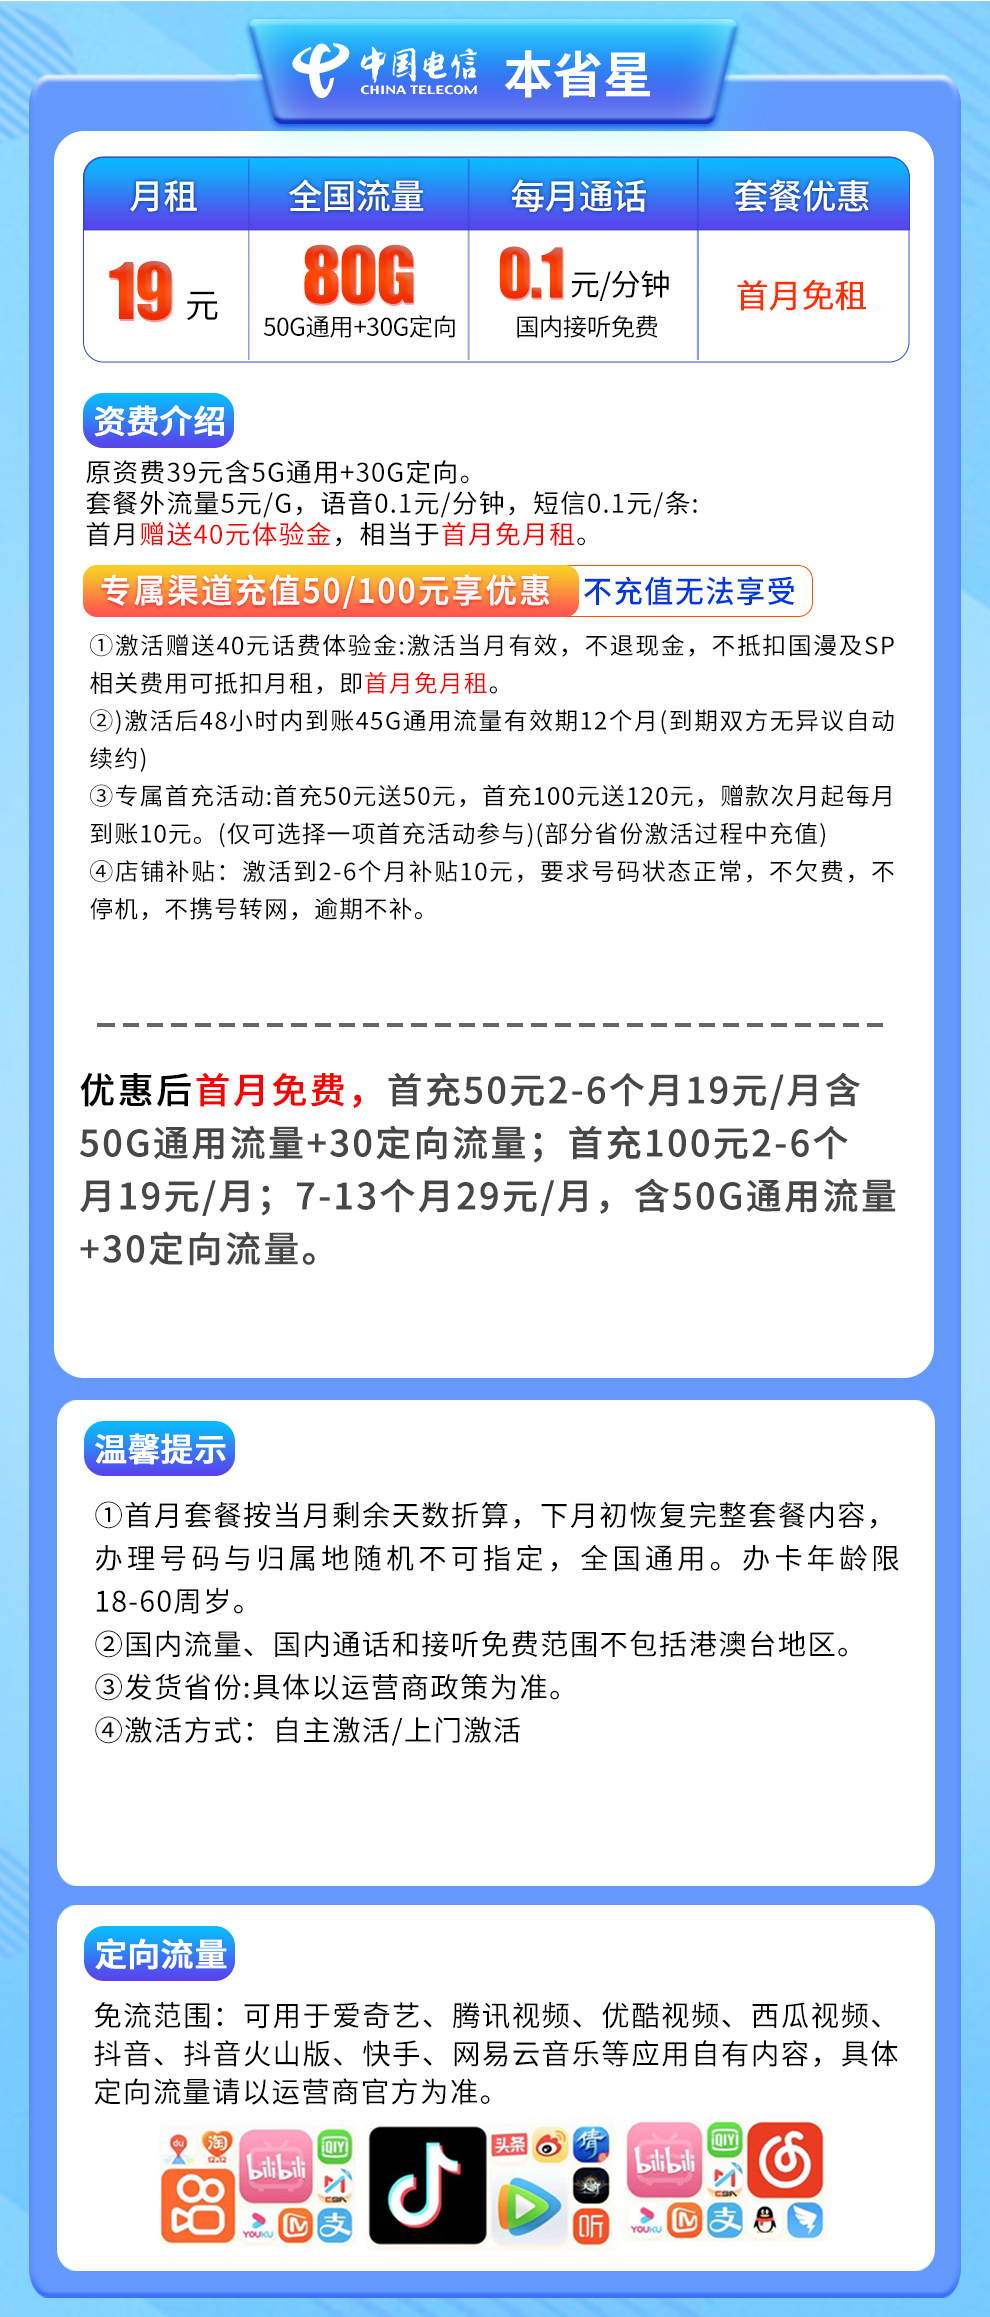 中国电信
CHINA TELECOM
本省星
月租
全国流量
每月通话
套餐优惠
19元
80G
50G通用+30G定向
0.1元/分钟
国内接听免费
首月免租
资费介绍
原资费39元含5G通用+30G定向。
套餐外流量5元/G，语音0.1元/分钟，短信0.1元/条:
首月赠送40元体验金，相当于首月免月租。
专属渠道充值50/100元享优惠 不充值无法享受
①激活赠送40元话费体验金:激活当月有效，不退现金，不抵扣国漫及SP
相关费用可抵扣月租，即首月免月租。
②)激活后48小时内到账45G通用流量有效期12个月(到期双方无异议自动
续约)
③专属首充活动:首充50元送50元，首充100元送120元，赠款次月起每月
到账10元。(仅可选择一项首充活动参与)(部分省份激活过程中充值)
④店铺补贴：激活到2-6个月补贴10元，要求号码状态正常，不欠费，不
停机，不携号转网，逾期不补。
优惠后首月免费，首充50元2-6个月19元/月含
50G通用流量+30定向流量；首充100元2-6个
月19元/月；7-13个月29元/月，含50G通用流量
+30定向流量。
温馨提示
①首月套餐按当月剩余天数折算，下月初恢复完整套餐内容，
办理号码与归属地随机不可指定，全国通用。办卡年龄限
18-60周岁。
②国内流量、国内通话和接听免费范围不包括港澳台地区。
③发货省份:具体以运营商政策为准。
④激活方式：自主激活/上门激活
定向流量
免流范围：可用于爱奇艺、腾讯视频、优酷视频、西瓜视频、
抖音、抖音火山版、快手、网易云音乐等应用自有内容，具体
定向流量请以运营商官方为准。
du
淘
12.12
bilibili
iQIYI
YOUKU
支
头条
倩
听
bilibili
iQIYI
YOUKU
支